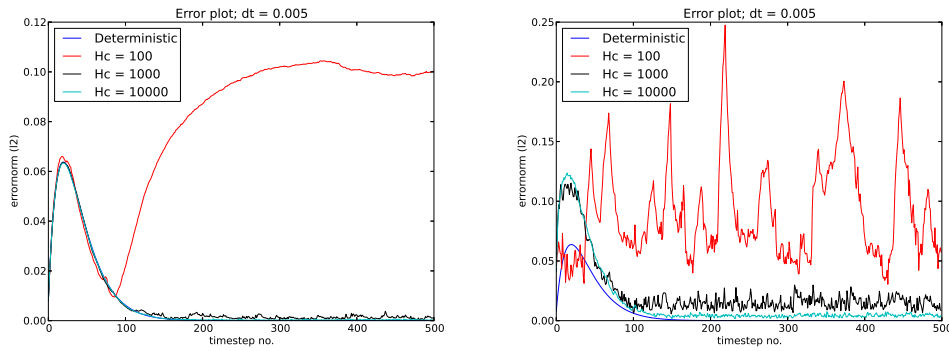 Error plot; dt = 0.005
0.12
0.10
0.08
0.06
0.04
0.02
0.00
errornorm (l2)
Deterministic
Hc = 100
Hc = 1000
Hc = 10000
0
100
200
300
400
500
timestep no.
Error plot; dt = 0.005
0.25
0.20
0.15
0.10
0.05
0.00
errornorm (l2)
Deterministic
Hc = 100
Hc = 1000
Hc = 10000
0
100
200
300
400
500
timestep no.